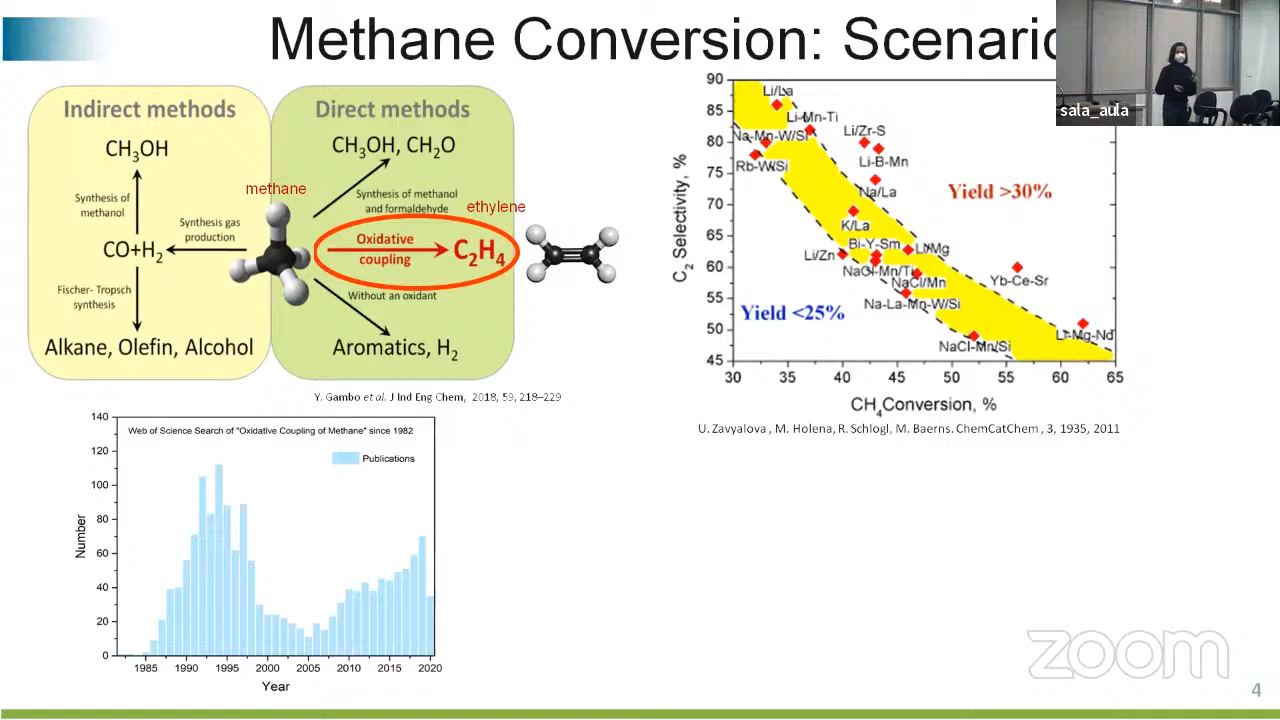 Methane Conversion: Scenario
sala_aula
Indirect methods
Direct methods
CH3OH
CH3OH, CH2O
methane
Synthesis of
methanol
Synthesis of methanol
and formaldehyde
ethylene
Synthesis gas
production
CO+H2
Oxidative
coupling
C2H4
Fischer- Tropsch
synthesis
Without an oxidant
Alkane, Olefin, Alcohol
Aromatics, H2
Y. Gambo et al. J Ind Eng Chem, 2018, 59, 218–229
C2 Selectivity, %
90
85
80
75
70
65
60
55
50
45
Li/La
Li-Mn-Ti
Na-Mn-W/Si
Li/Zr-S
Rb-W/Si
Li-B-Mn
Na/La
Yield >30%
K/La
Bi-Y-Sm
Li/Mg
Li/Zn
NaCl-Mn/Ti
NaCl/Mn
Yb-Ce-Sr
Na-La-Mn-W/Si
Yield <25%
NaCl-Mn/Si
Li-Mg-Nd
30 35 40 45 50 55 60 65
CH4Conversion, %
U. Zavyalova , M. Holena, R. Schlogl, M. Baerns. ChemCatChem , 3, 1935, 2011
Web of Science Search of "Oxidative Coupling of Methane" since 1982
Publications
Number
140
120
100
80
60
40
20
0
1985 1990 1995 2000 2005 2010 2015 2020
Year
zoom
4